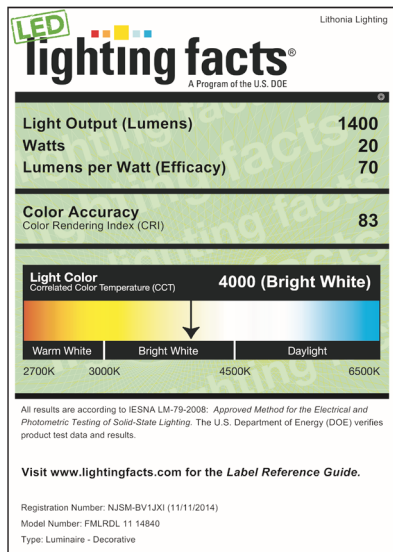 Lithonia Lighting
LED
lighting facts®
A Program of the U.S. DOE
Light Output (Lumens) 1400
Watts 20
Lumens per Watt (Efficacy) 70
Color Accuracy
Color Rendering Index (CRI) 83
Light Color
Correlated Color Temperature (CCT) 4000 (Bright White)
Warm White Bright White Daylight
2700K 3000K 4500K 6500K
All results are according to IESNA LM-79-2008: Approved Method for the Electrical and
Photometric Testing of Solid-State Lighting. The U.S. Department of Energy (DOE) verifies
product test data and results.
Visit www.lightingfacts.com for the Label Reference Guide.
Registration Number: NJSM-BV1JXI (11/11/2014)
Model Number: FMLRDL 11 14840
Type: Luminaire - Decorative